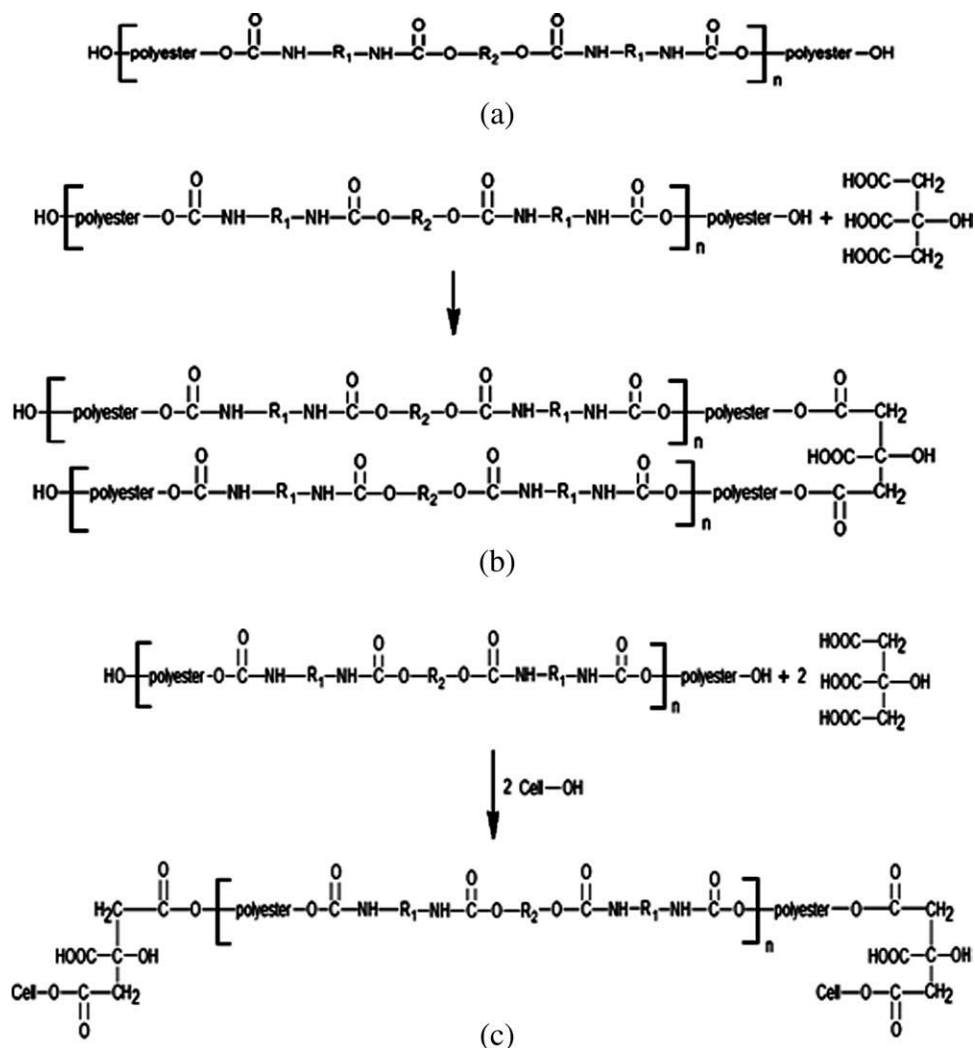 O O O O
HO polyester—O—C—NH—R1—NH—C—O—R2—O—C—NH—R1—NH—C—O polyester—OH
n
(a)
O O O O
HO polyester—O—C—NH—R1—NH—C—O—R2—O—C—NH—R1—NH—C—O polyester—OH + HOOC—CH2
HOOC—C—OH
HOOC—CH2
n
O O O O O
HO polyester—O—C—NH—R1—NH—C—O—R2—O—C—NH—R1—NH—C—O polyester—O—C—CH2
n
HOOC—C—OH
O O O O
HO polyester—O—C—NH—R1—NH—C—O—R2—O—C—NH—R1—NH—C—O polyester—O—C—CH2
n
O
(b)
O O O O
HO polyester—O—C—NH—R1—NH—C—O—R2—O—C—NH—R1—NH—C—O polyester—OH + 2 HOOC—CH2
HOOC—C—OH
HOOC—CH2
n
2 Cell—OH
O O O O O O
H2C—C—O polyester—O—C—NH—R1—NH—C—O—R2—O—C—NH—R1—NH—C—O polyester—O—C—CH2
n
HOOC—C—OH HOOC—C—OH
Cell—O—C—CH2 Cell—O—C—CH2
O O
(c)